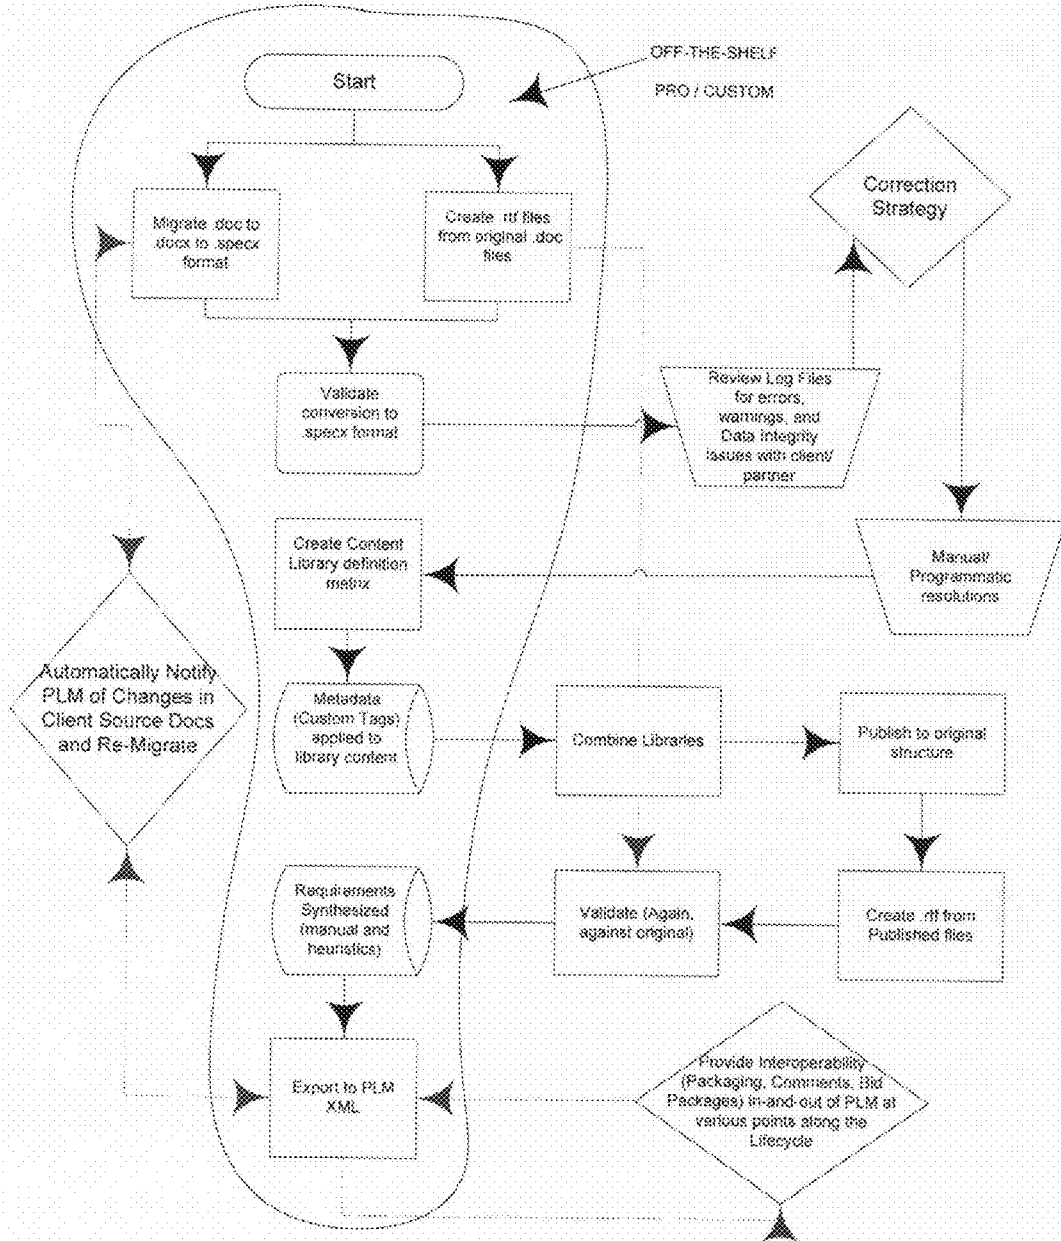 OFF-THE-SHELF
PRO / CUSTOM
Start
Correction
Strategy
Migrate .doc to
.docx to .specx
format
Create .rtf files
from original .doc
files
Validate
conversion to
.specx format
Review Log Files
for errors,
warnings, and
Data Integrity
issues with client/
partner
Create Content
Library definition
matrix
Manual/
Programmatic
resolutions
Automatically Notify
PLM of Changes in
Client Source Docs
and Re-Migrate
Metadata
(Custom Tags)
applied to
library content
Combine Libraries
Publish to original
structure
Requirements
Synthesized
(manual and
heuristics)
Validate (Again,
against original)
Create .rtf from
Published files
Export to PLM
XML
Provide Interoperability
(Packaging, Comments, Bid
Packages) in-and-out of PLM at
various points along the
Lifecycle